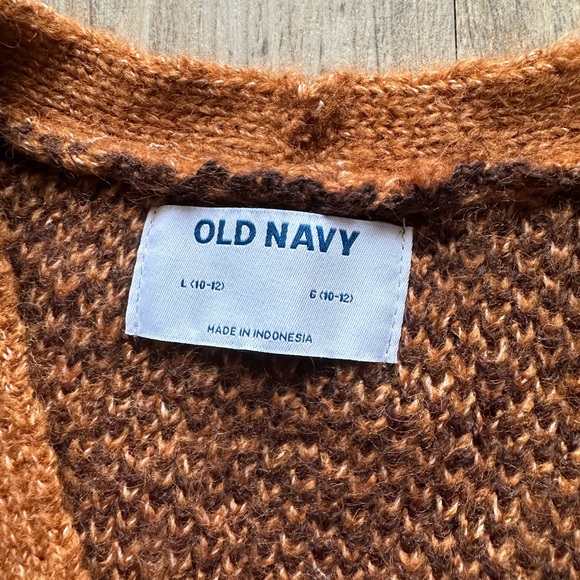 OLD NAVY
L (10-12) G (10-12)
MADE IN INDONESIA